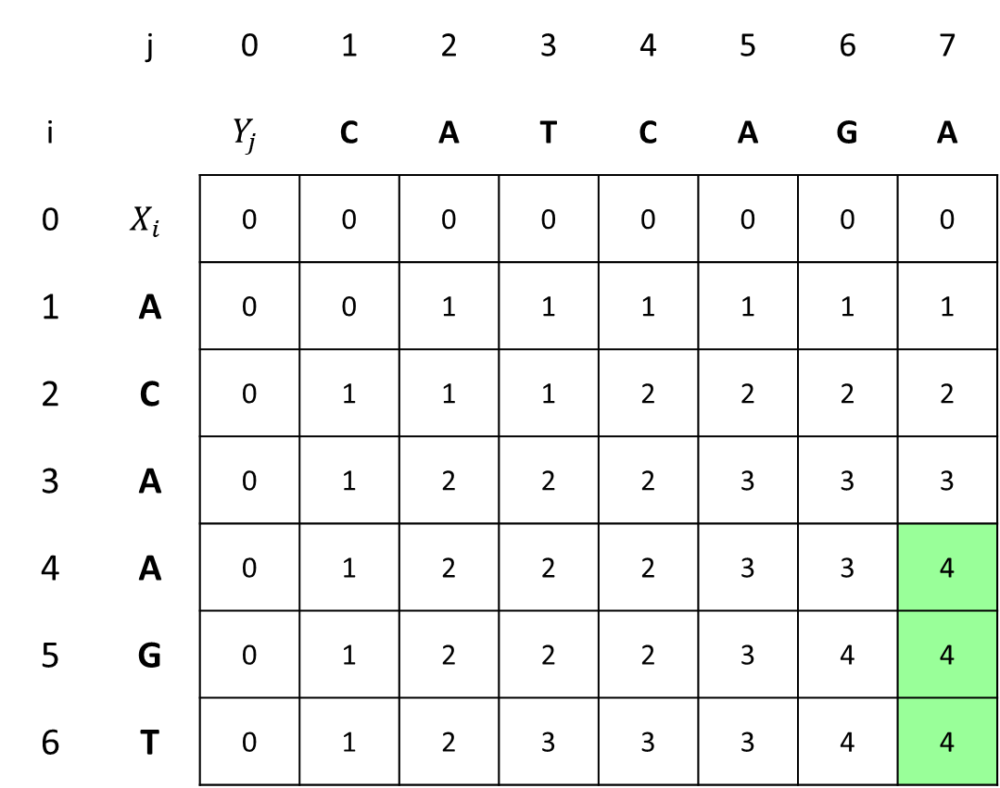 j 0 1 2 3 4 5 6 7
i Yj C A T C A G A
0 Xi 0 0 0 0 0 0 0 0
1 A 0 0 1 1 1 1 1 1
2 C 0 1 1 1 2 2 2 2
3 A 0 1 2 2 2 3 3 3
4 A 0 1 2 2 2 3 3 4
5 G 0 1 2 2 2 3 4 4
6 T 0 1 2 3 3 3 4 4